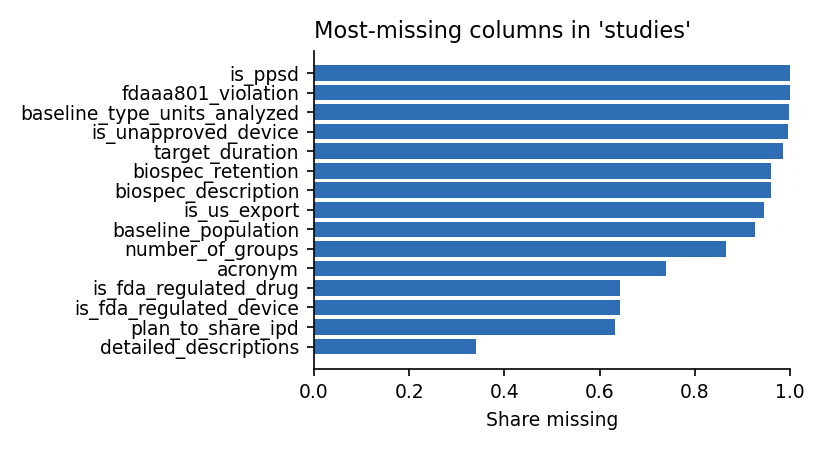 Most-missing columns in 'studies'
is_ppsd
fdaaa801_violation
baseline_type_units_analyzed
is_unapproved_device
target_duration
biospec_retention
biospec_description
is_us_export
baseline_population
number_of_groups
acronym
is_fda_regulated_drug
is_fda_regulated_device
plan_to_share_ipd
detailed_descriptions
0.0 0.2 0.4 0.6 0.8 1.0
Share missing